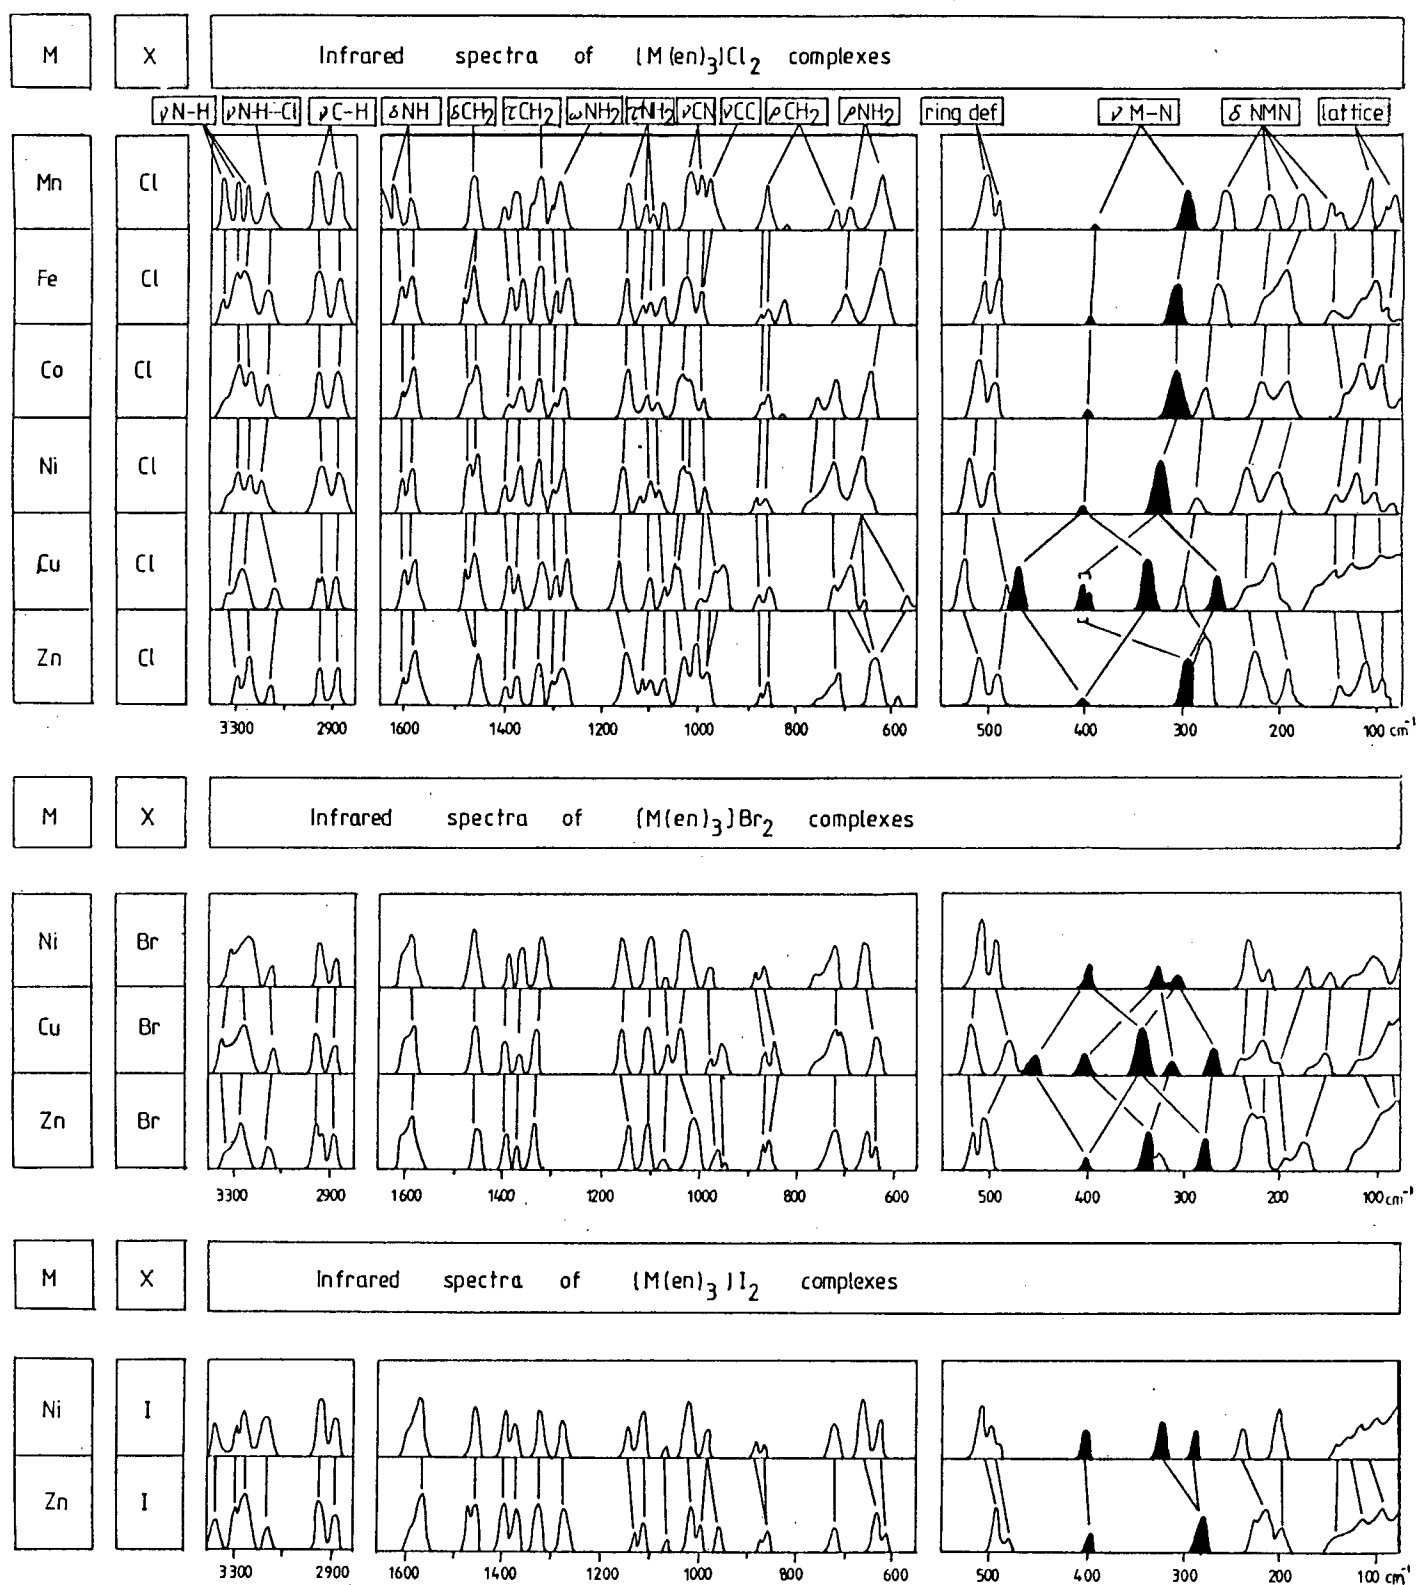 M X Infrared spectra of [M(en)₃]Cl₂ complexes
νN-H νN-H···Cl νC-H δNH δCH₂ τCH₂ ωNH₂ τNH₂ νCN νCC ρCH₂ ρNH₂ ring def ν M-N δ NMN lattice
Mn Cl
Fe Cl
Co Cl
Ni Cl
Cu Cl
Zn Cl
3300 2900 1600 1400 1200 1000 800 600 500 400 300 200 100 cm⁻¹
M X Infrared spectra of [M(en)₃]Br₂ complexes
Ni Br
Cu Br
Zn Br
3300 2900 1600 1400 1200 1000 800 600 500 400 300 200 100 cm⁻¹
M X Infrared spectra of [M(en)₃]I₂ complexes
Ni I
Zn I
3300 2900 1600 1400 1200 1000 800 600 500 400 300 200 100 cm⁻¹